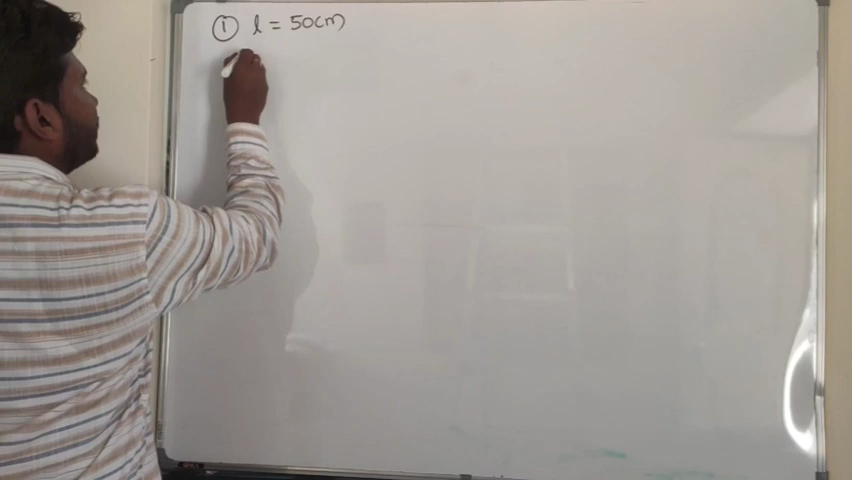 ① l = 50cm